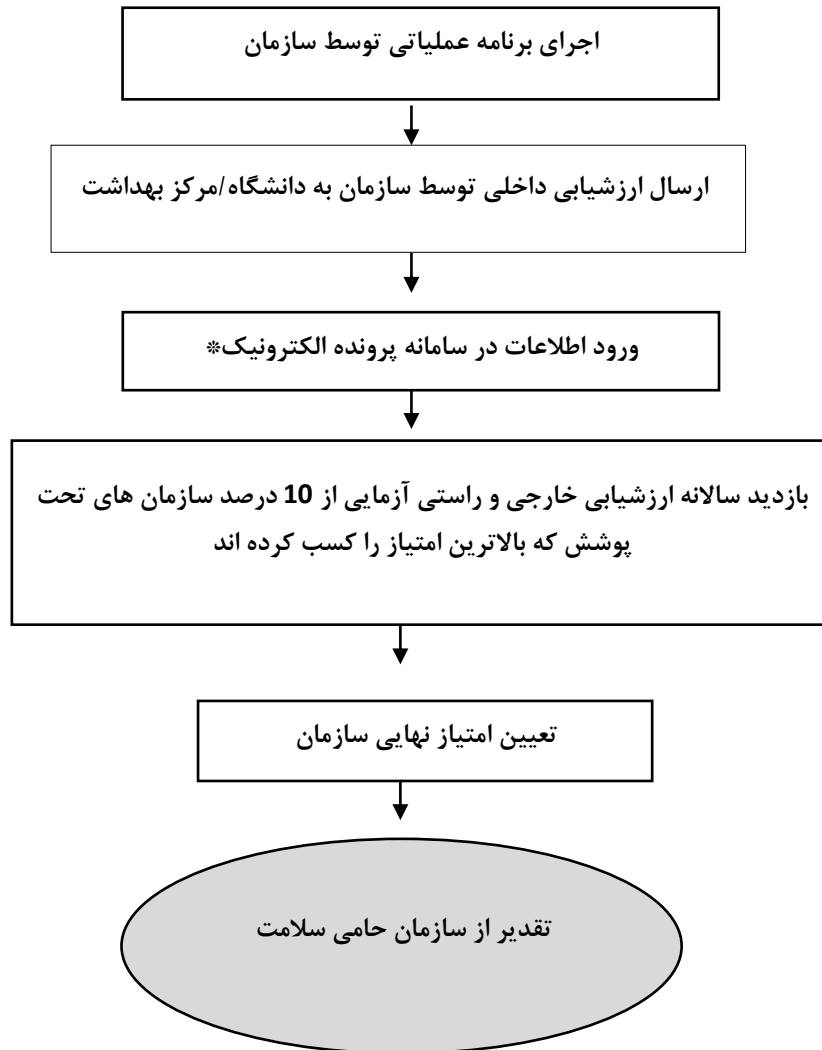 اجرای برنامه عملیاتی توسط سازمان
ارسال ارزشیابی داخلی توسط سازمان به دانشگاه/مرکز بهداشت
ورود اطلاعات در سامانه پرونده الکترونیک*
بازدید سالانه ارزشیابی خارجی و راستی آزمایی از 10 درصد سازمان های تحت
پوشش که بالاترین امتیاز را کسب کرده اند
تعیین امتیاز نهایی سازمان
تقدیر از سازمان حامی سلامت